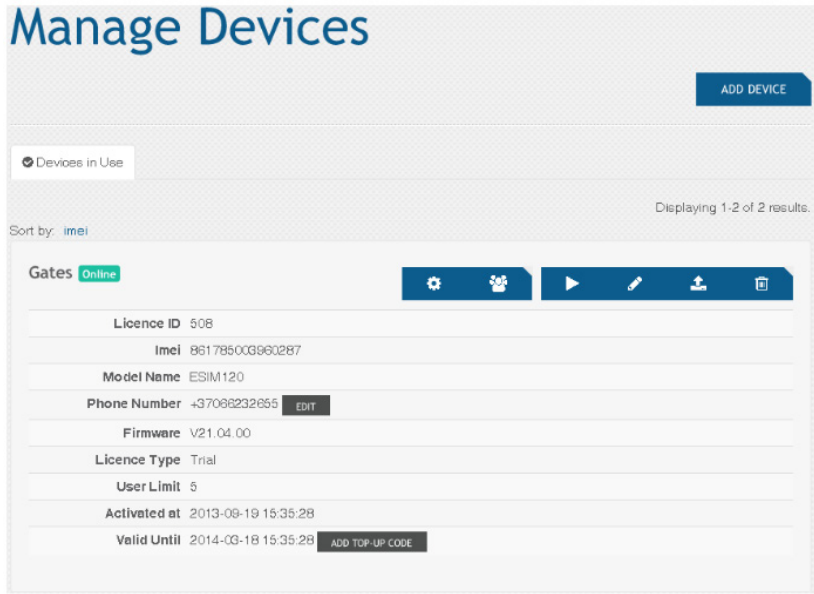 Manage Devices
ADD DEVICE
Devices in Use
Displaying 1-2 of 2 results.
Sort by: imei
Gates Online
Licence ID 508
Imei 861785003960287
Model Name ESIM120
Phone Number +37066232655 EDIT
Firmware V21.04.00
Licence Type Trial
User Limit 5
Activated at 2013-09-19 15:35:28
Valid Until 2014-03-18 15:35:28 ADD TOP-UP CODE